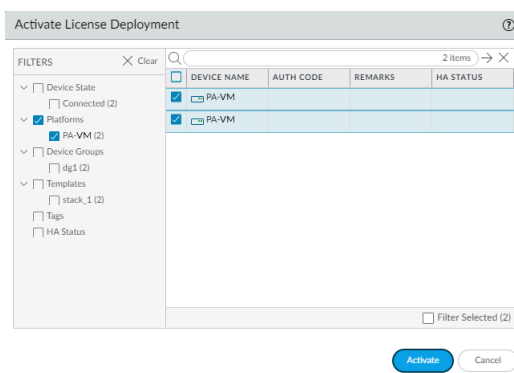 Activate License Deployment
FILTERS
Clear
Device State
Connected (2)
Platforms
PA-VM (2)
Device Groups
dg1 (2)
Templates
stack_1 (2)
Tags
HA Status
2 items
DEVICE NAME AUTH CODE REMARKS HA STATUS
PA-VM
PA-VM
Filter Selected (2)
Activate Cancel